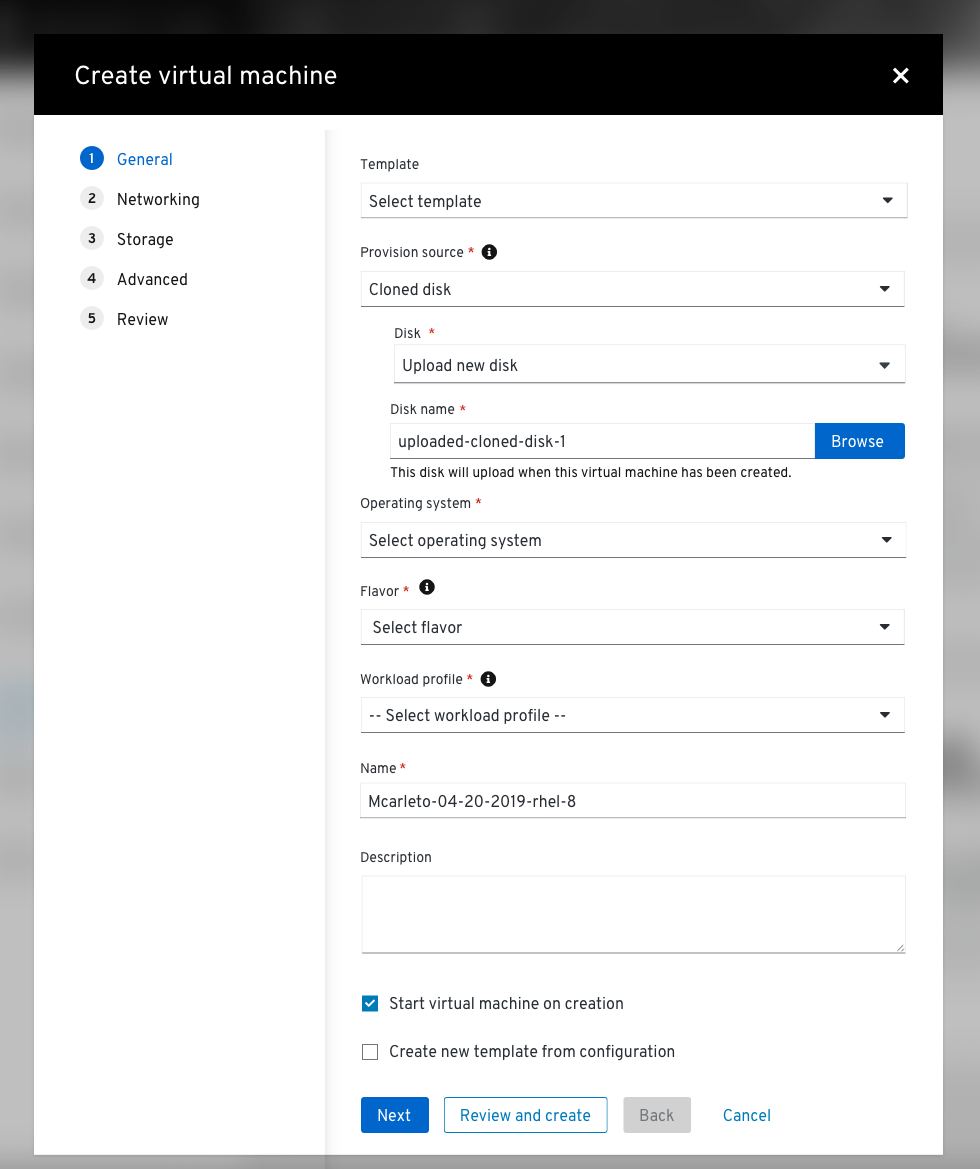 Create virtual machine
1 General
2 Networking
3 Storage
4 Advanced
5 Review
Template
Select template
Provision source *
Cloned disk
Disk *
Upload new disk
Disk name *
uploaded-cloned-disk-1 Browse
This disk will upload when this virtual machine has been created.
Operating system *
Select operating system
Flavor *
Select flavor
Workload profile *
-- Select workload profile --
Name *
Mcarleto-04-20-2019-rhel-8
Description
Start virtual machine on creation
Create new template from configuration
Next Review and create Back Cancel